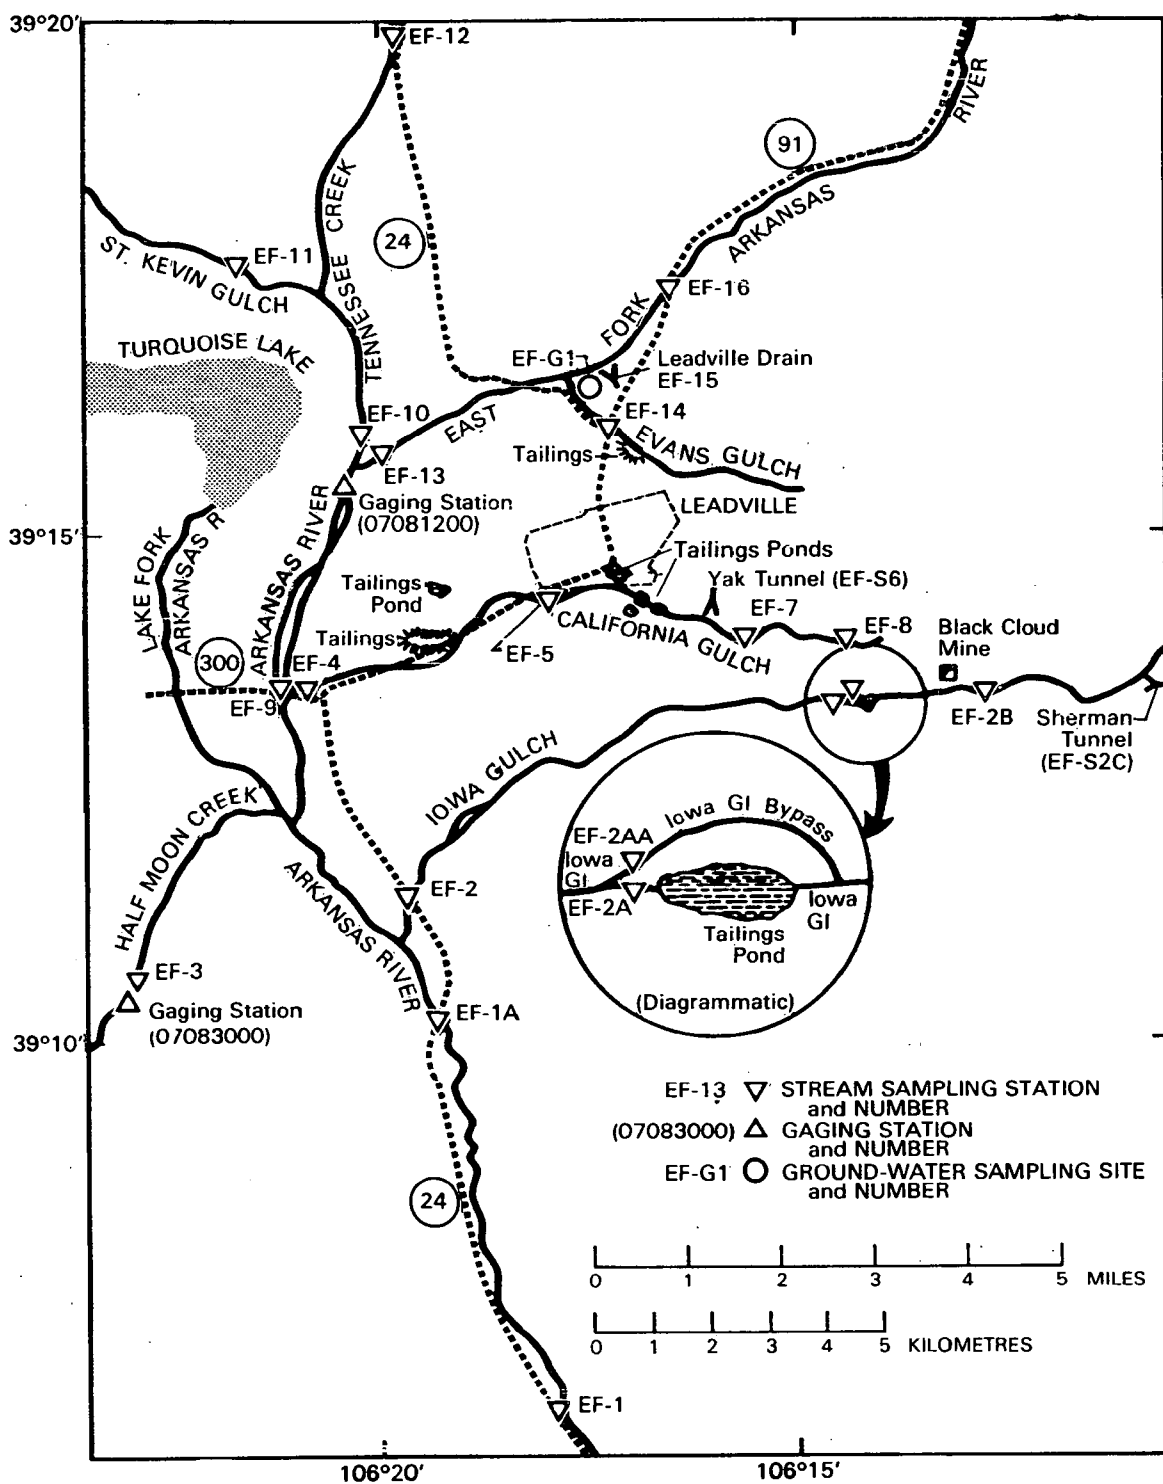 39°20'
EF-12
RIVER
91
ARKANSAS
TENNESSEE CREEK
24
EF-11
ST. KEVIN GULCH
EF-16
FORK
TURQUOISE LAKE
EF-G1
Leadville Drain
EF-15
EF-10
EF-14
EAST
EVANS GULCH
Tailings
EF-13
Gaging Station
(07081200)
LEADVILLE
39°15'
LAKE FORK
ARKANSAS R
ARKANSAS RIVER
Tailings Ponds
Yak Tunnel (EF-S6)
Tailings
Pond
EF-7
EF-8
CALIFORNIA GULCH
Black Cloud
Mine
Tailings
EF-5
300
EF-4
EF-9
EF-2B
Sherman
Tunnel
(EF-S2C)
IOWA GULCH
HALF MOON CREEK
Iowa Gl Bypass
EF-2AA
Iowa
Gl
EF-2A
Iowa
Gl
Tailings
Pond
(Diagrammatic)
ARKANSAS RIVER
EF-2
EF-3
Gaging Station
(07083000)
EF-1A
39°10'
EF-13 STREAM SAMPLING STATION
and NUMBER
(07083000) GAGING STATION
and NUMBER
EF-G1 GROUND-WATER SAMPLING SITE
and NUMBER
24
0 1 2 3 4 5 MILES
0 1 2 3 4 5 KILOMETRES
EF-1
106°20'
106°15'